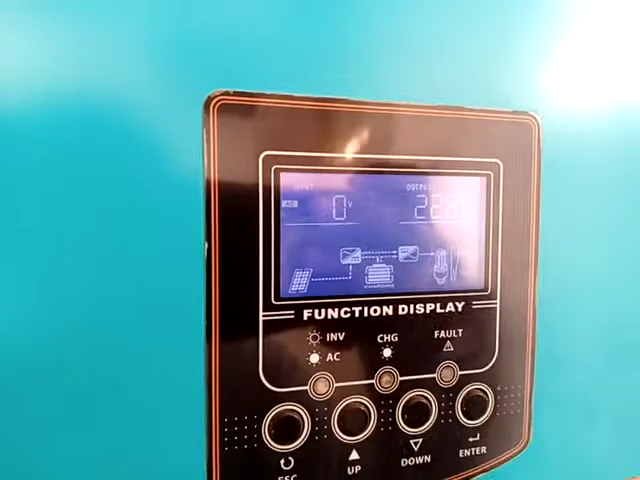 INPUT
OUTPUT
0V
CHARGING
FUNCTION DISPLAY
INV
CHG
FAULT
AC
ESC
UP
DOWN
ENTER